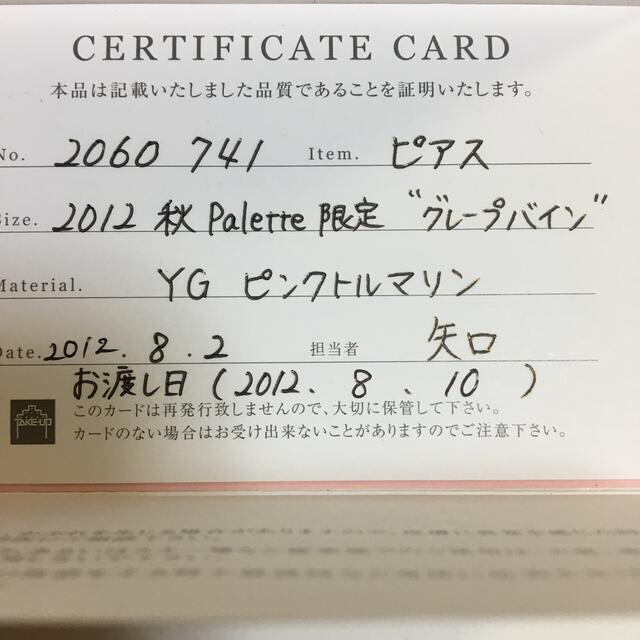 CERTIFICATE CARD
本品は記載いたしました品質であることを証明いたします。
No. 2060 741 Item. ピアス
Size. 2012 秋 Palette 限定 "グレープバイン"
Material. YG ピンクトルマリン
Date. 2012. 8. 2 担当者 矢口
お渡し日 (2012. 8. 10 )
このカードは再発行致しませんので、大切に保管して下さい。
TAKE-UP
カードのない場合はお受け出来ないことがありますのでご注意下さい。